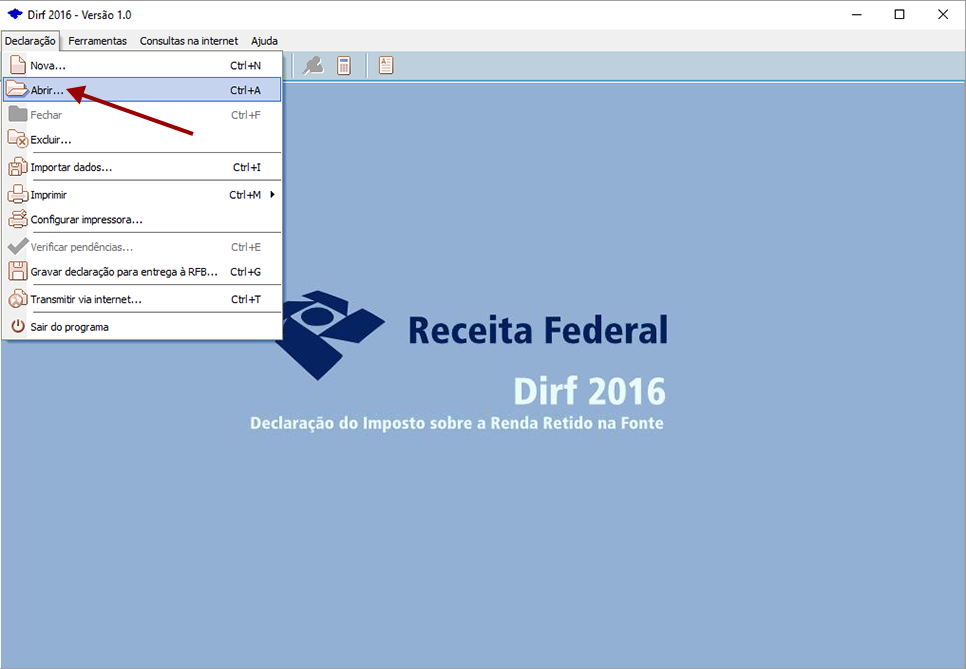 Dirf 2016 - Versão 1.0
Declaração Ferramentas Consultas na internet Ajuda
Nova... Ctrl+N
Abrir... Ctrl+A
Fechar Ctrl+F
Excluir...
Importar dados... Ctrl+I
Imprimir Ctrl+M
Configurar impressora...
Verificar pendências... Ctrl+E
Gravar declaração para entrega à RFB... Ctrl+G
Transmitir via internet... Ctrl+T
Sair do programa
Receita Federal
Dirf 2016
Declaração do Imposto sobre a Renda Retido na Fonte